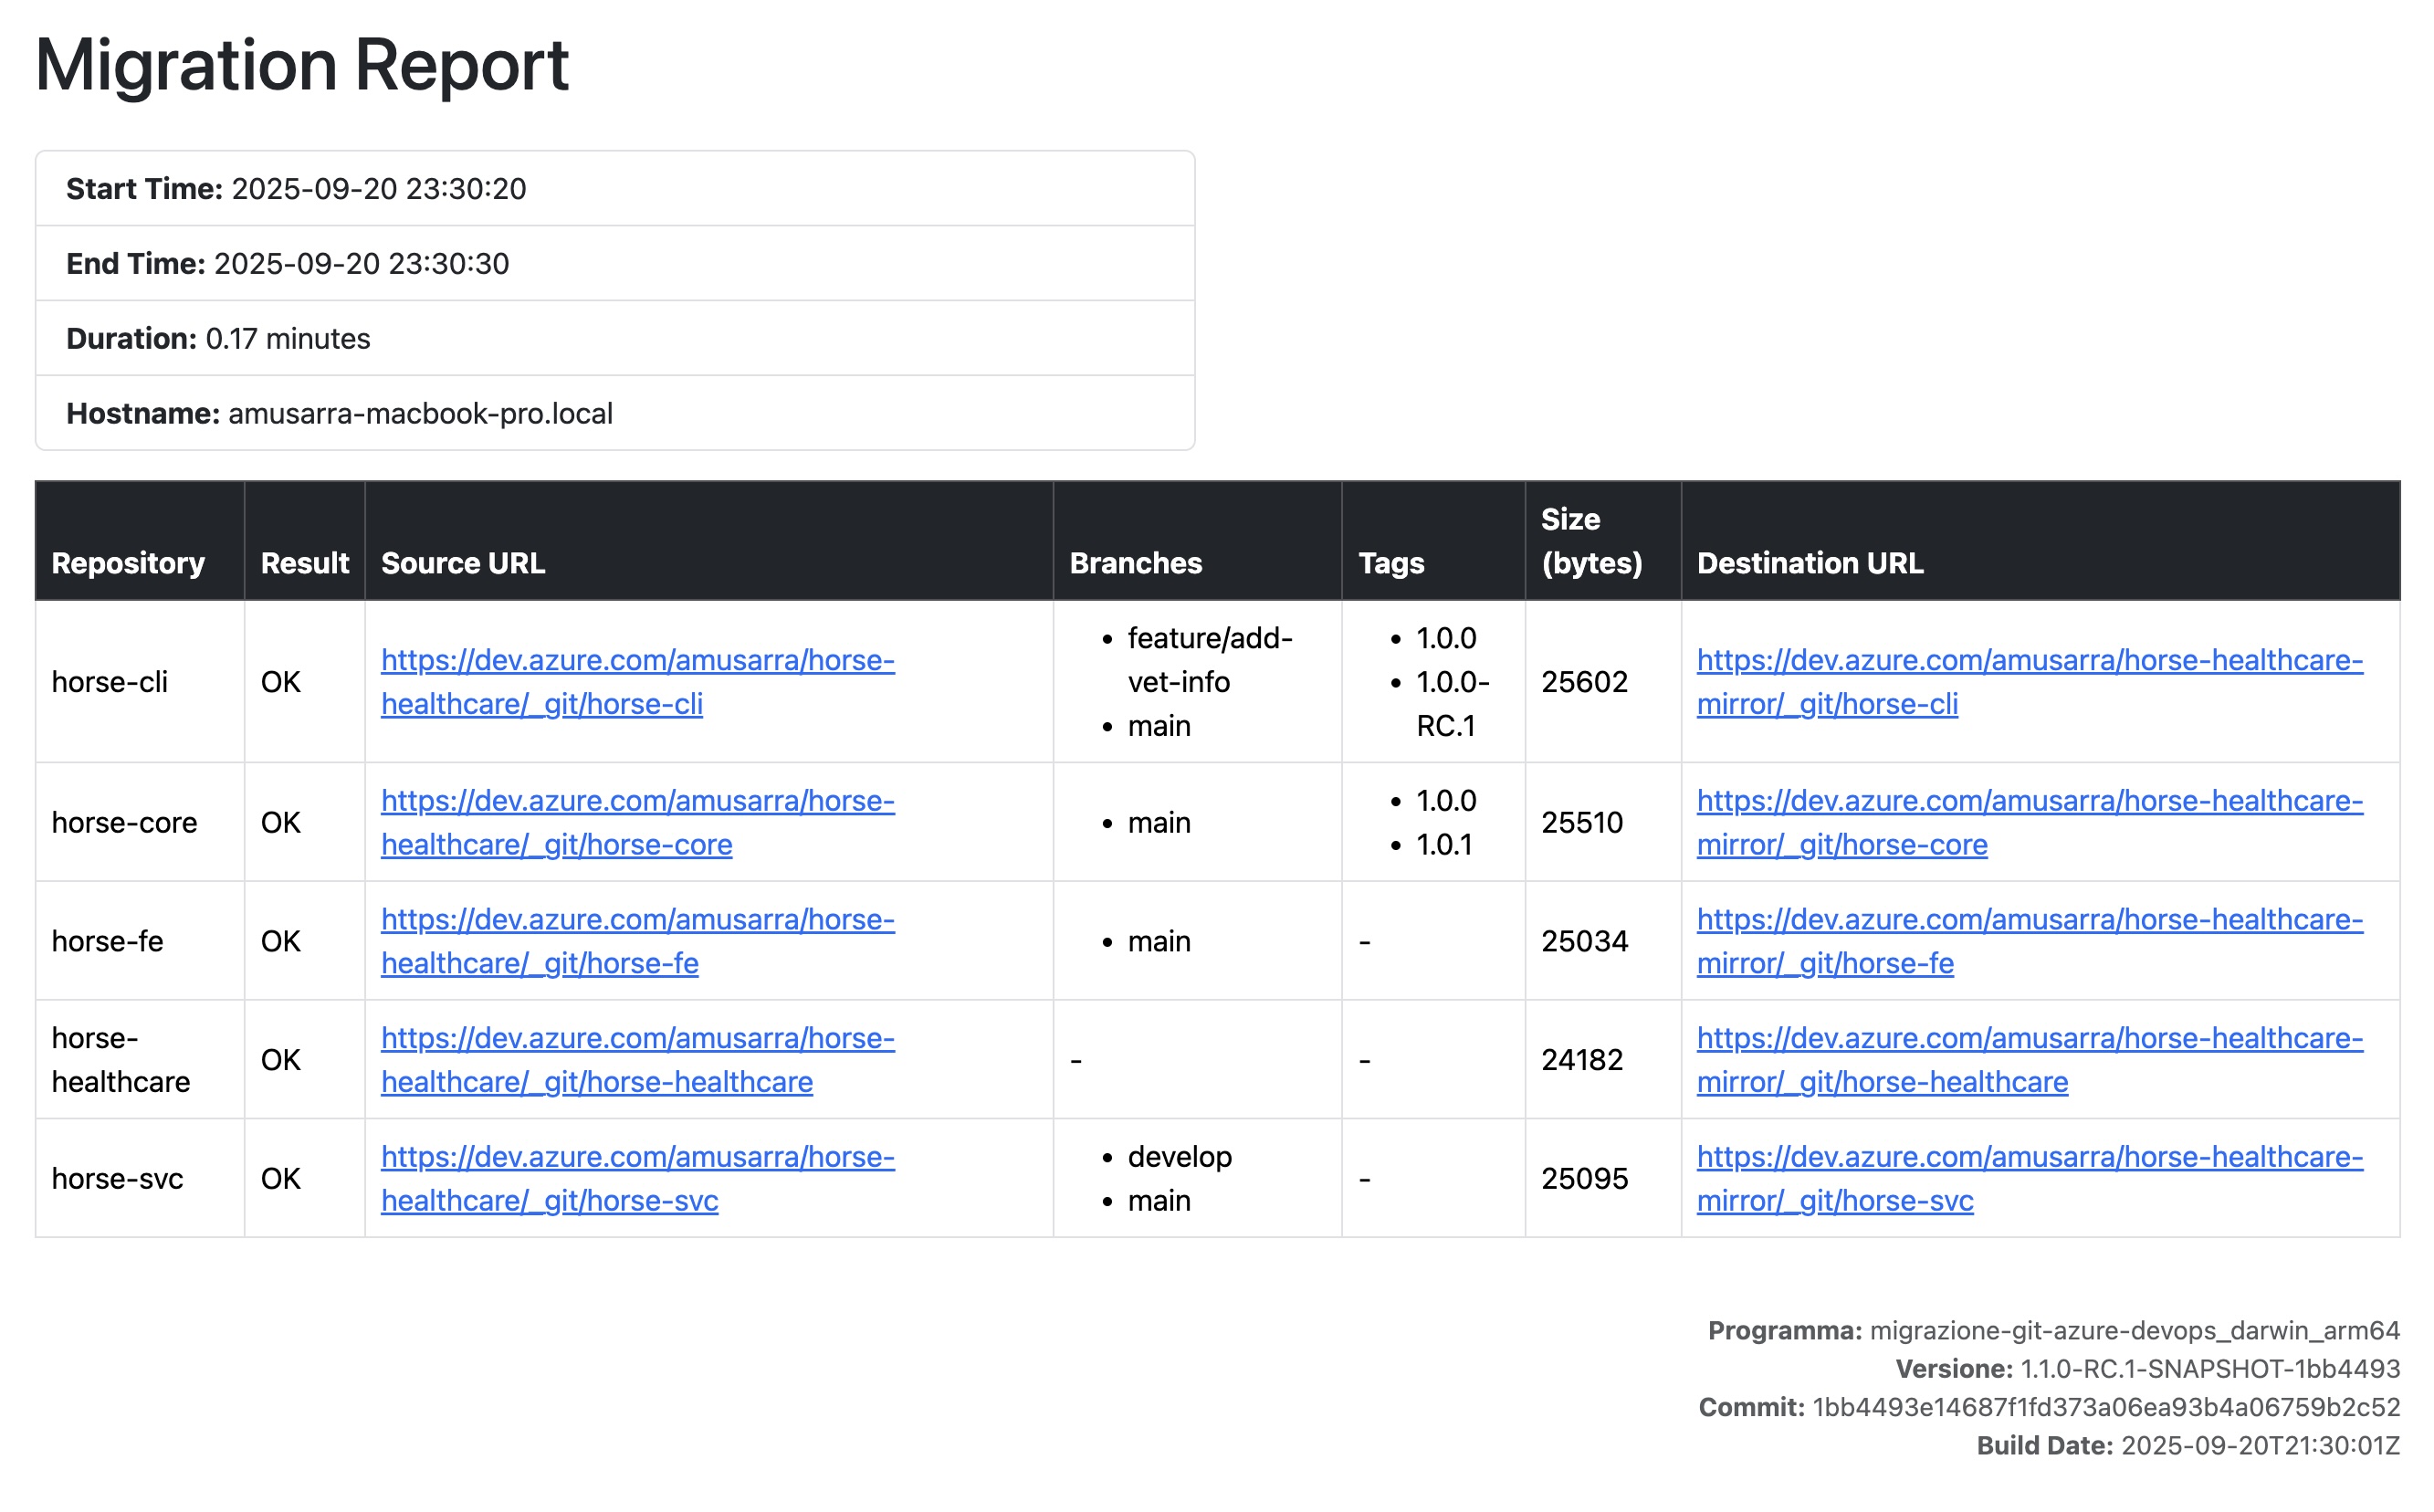 Migration Report
Start Time: 2025-09-20 23:30:20
End Time: 2025-09-20 23:30:30
Duration: 0.17 minutes
Hostname: amusarra-macbook-pro.local
Repository Result Source URL Branches Tags Size (bytes) Destination URL
horse-cli OK https://dev.azure.com/amusarra/horse-
healthcare/_git/horse-cli
• feature/add-
vet-info
• main
• 1.0.0
• 1.0.0-
RC.1
25602
https://dev.azure.com/amusarra/horse-healthcare-
mirror/_git/horse-cli
horse-core OK https://dev.azure.com/amusarra/horse-
healthcare/_git/horse-core
• main
• 1.0.0
• 1.0.1
25510
https://dev.azure.com/amusarra/horse-healthcare-
mirror/_git/horse-core
horse-fe OK https://dev.azure.com/amusarra/horse-
healthcare/_git/horse-fe
• main
-
25034
https://dev.azure.com/amusarra/horse-healthcare-
mirror/_git/horse-fe
horse-
healthcare
OK
https://dev.azure.com/amusarra/horse-
healthcare/_git/horse-healthcare
-
-
24182
https://dev.azure.com/amusarra/horse-healthcare-
mirror/_git/horse-healthcare
horse-svc OK https://dev.azure.com/amusarra/horse-
healthcare/_git/horse-svc
• develop
• main
-
25095
https://dev.azure.com/amusarra/horse-healthcare-
mirror/_git/horse-svc
Programma: migrazione-git-azure-devops_darwin_arm64
Versione: 1.1.0-RC.1-SNAPSHOT-1bb4493
Commit: 1bb4493e14687f1fd373a06ea93b4a06759b2c52
Build Date: 2025-09-20T21:30:01Z